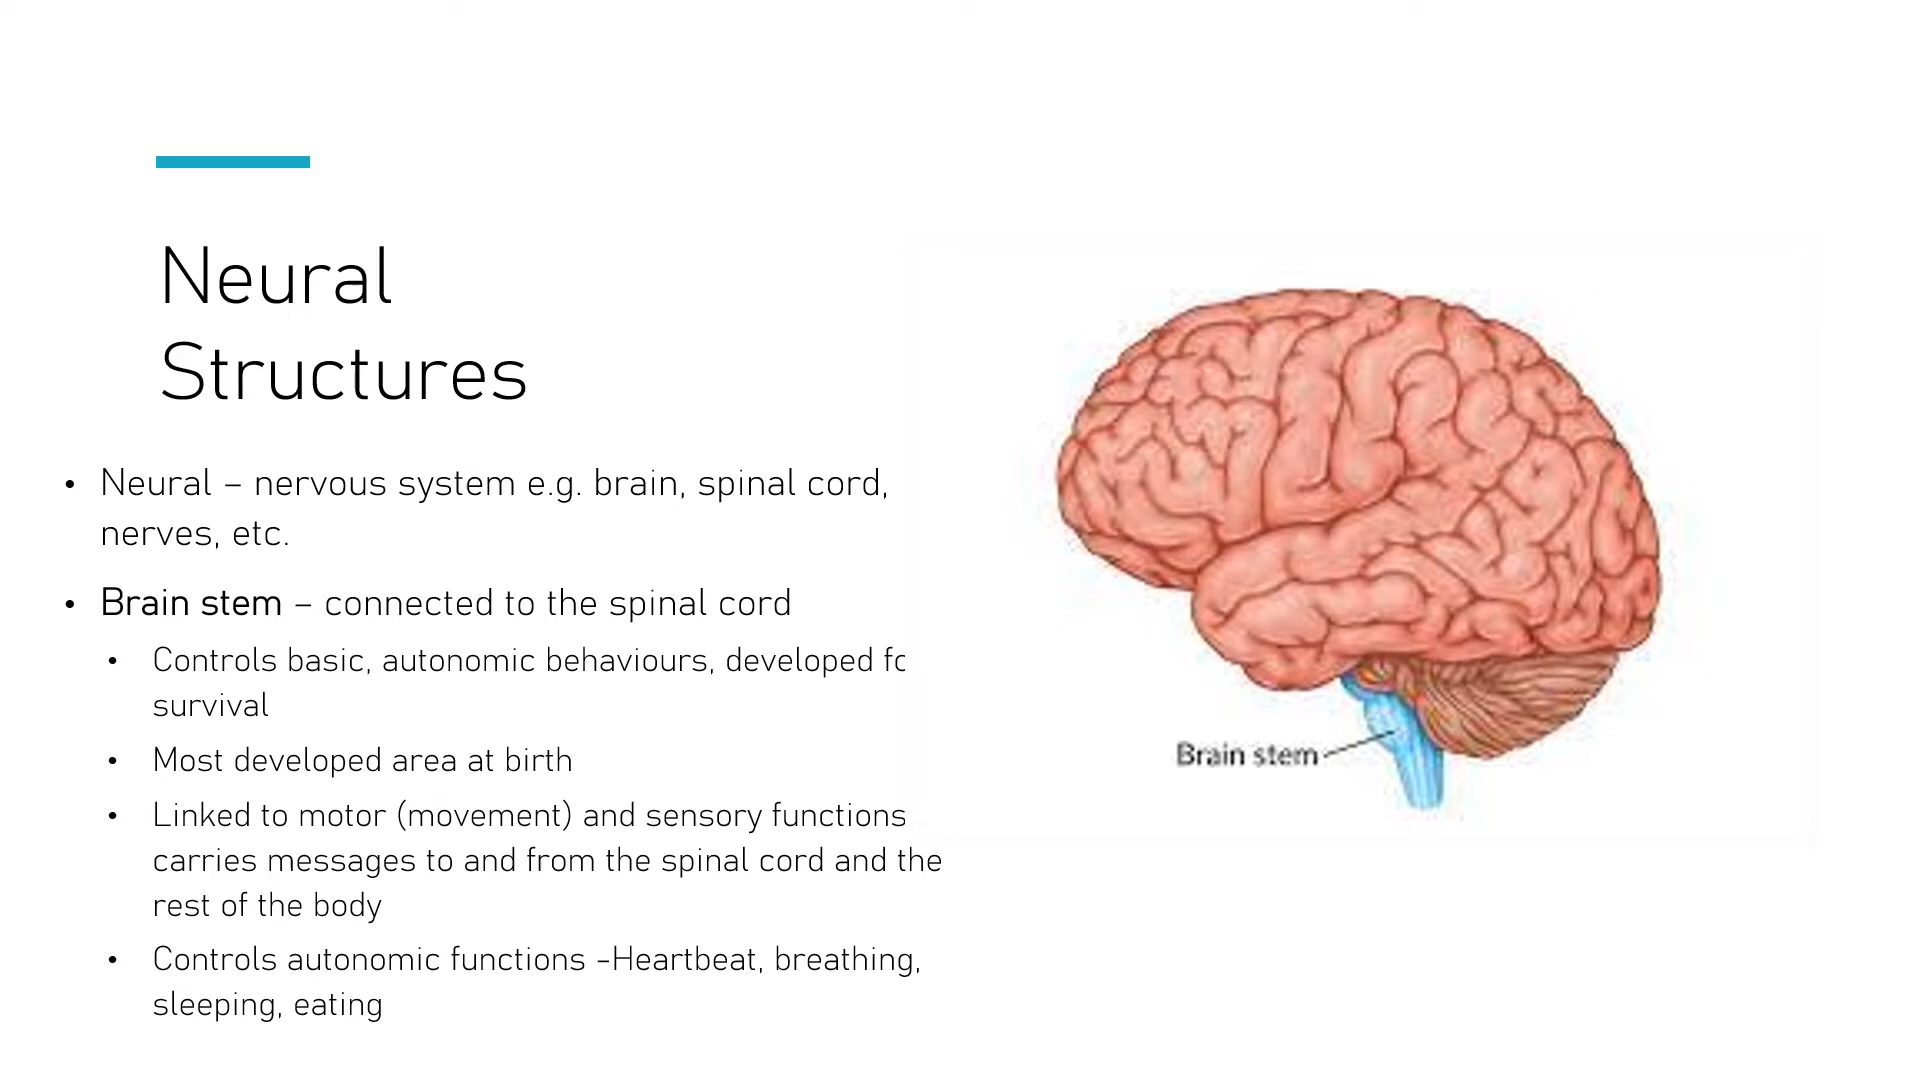 Neural
Structures
• Neural – nervous system e.g. brain, spinal cord,
nerves, etc.
• Brain stem – connected to the spinal cord
• Controls basic, autonomic behaviours, developed
survival
• Most developed area at birth
• Linked to motor (movement) and sensory functions
carries messages to and from the spinal cord and the
rest of the body
• Controls autonomic functions -Heartbeat, breathing,
sleeping, eating
Brain stem